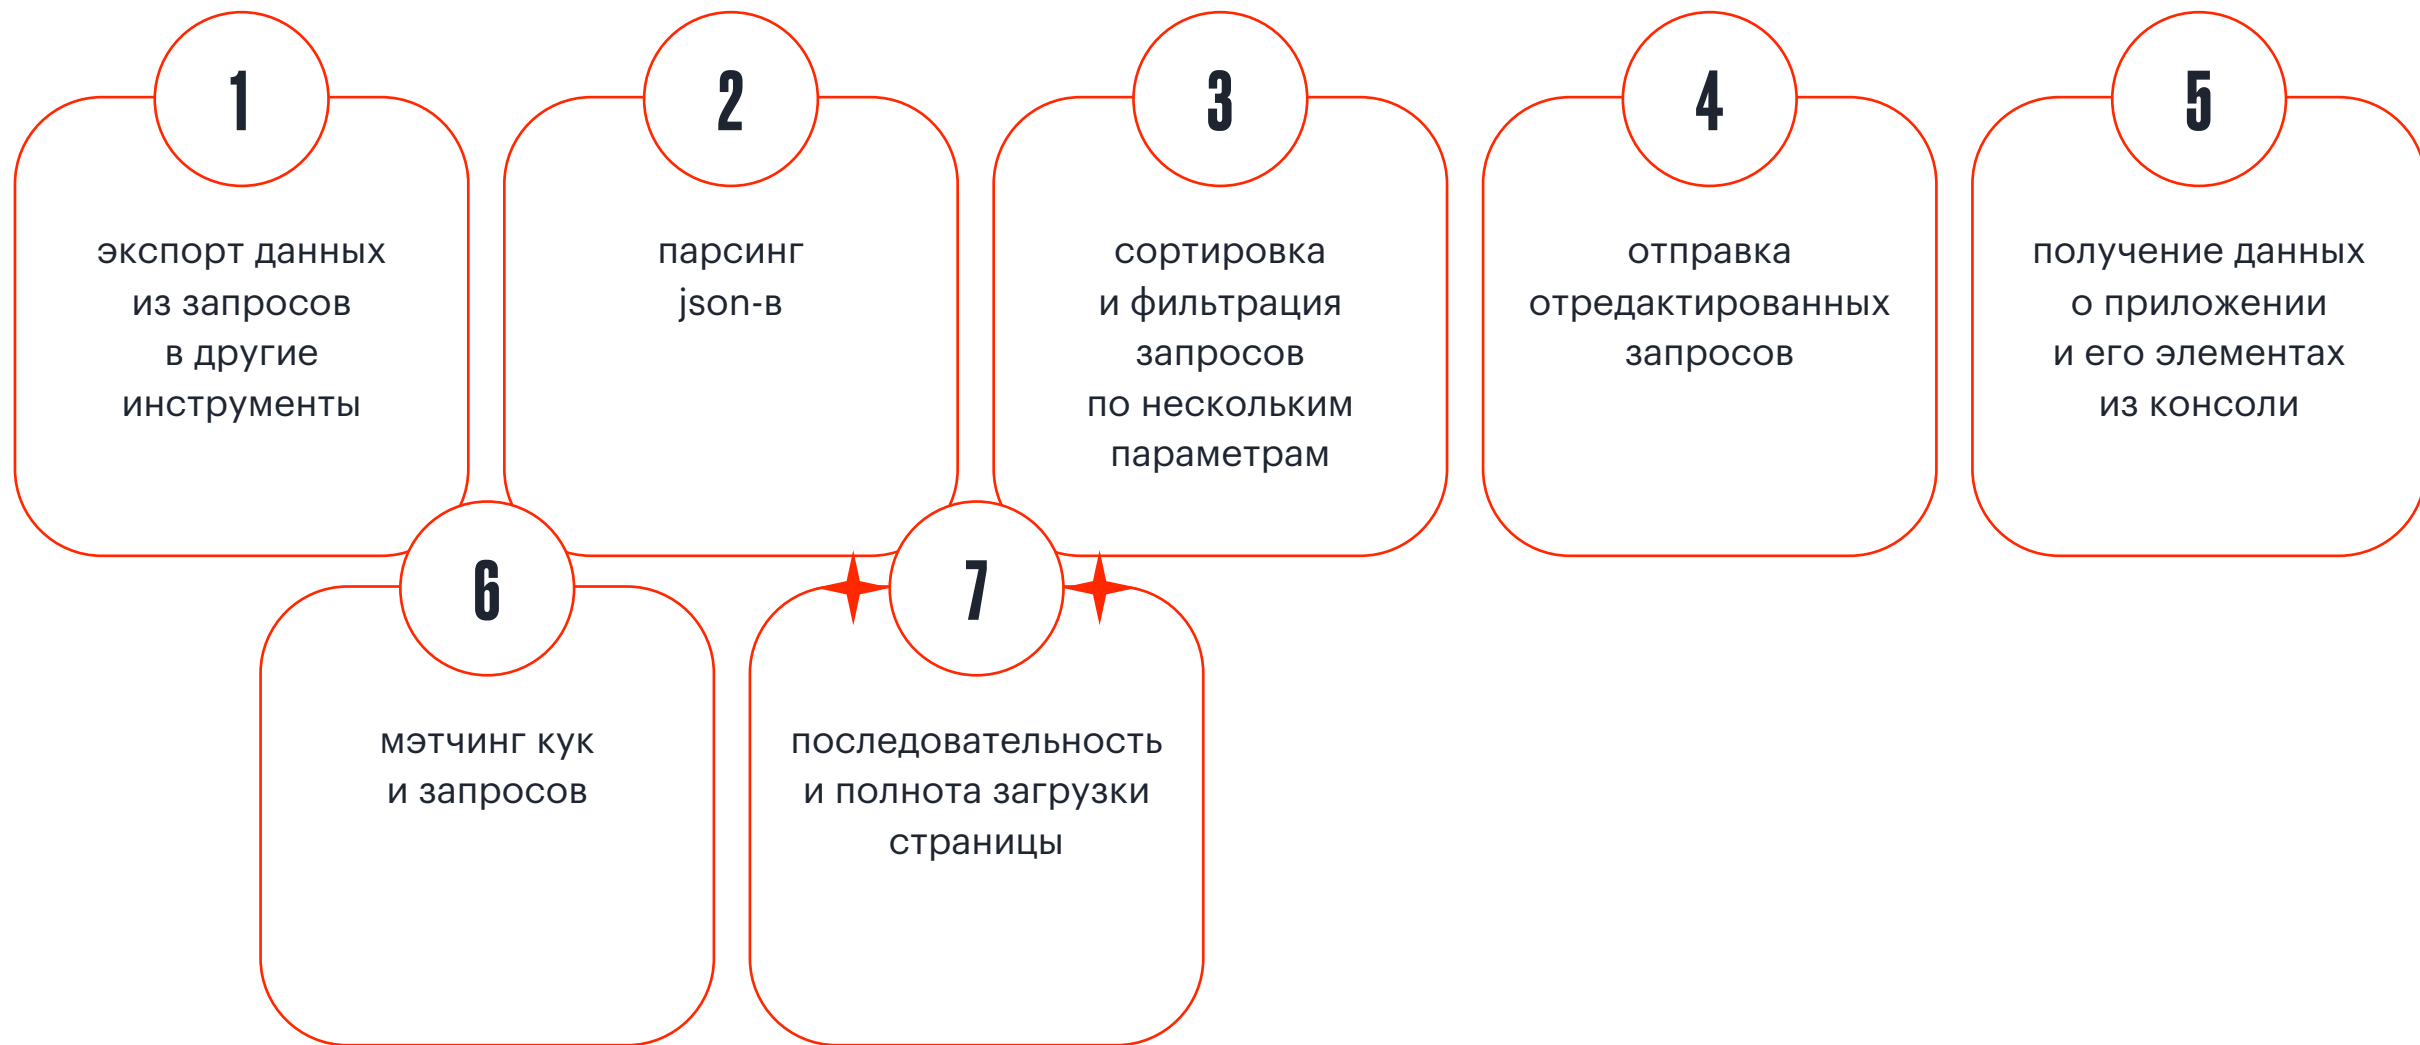 1
экспорт данных
из запросов
в другие
инструменты
2
парсинг
json-в
3
сортировка
и фильтрация
запросов
по нескольким
параметрам
4
отправка
отредактированных
запросов
5
получение данных
о приложении
и его элементах
из консоли
6
мэтчинг кук
и запросов
7
последовательность
и полнота загрузки
страницы